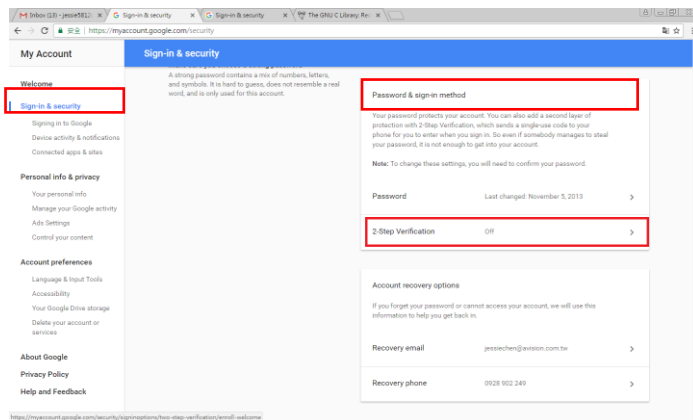 Inbox (23) - jessie5812
Sign-in & security
Sign-in & security
The GNU C Library: Re
安全 | https://myaccount.google.com/security
My Account
Sign-in & security
Welcome
Sign-in & security
Signing in to Google
Device activity & notifications
Connected apps & sites
Personal info & privacy
Your personal info
Manage your Google activity
Ads Settings
Control your content
Account preferences
Language & Input Tools
Accessibility
Your Google Drive storage
Delete your account or
services
About Google
Privacy Policy
Help and Feedback
A strong password contains a mix of numbers, letters,
and symbols. It is hard to guess, does not resemble a real
word, and is only used for this account.
Password & sign-in method
Your password protects your account. You can also add a second layer of
protection with 2-Step Verification, which sends a single-use code to your
phone for you to enter when you sign in. So even if somebody manages to steal
your password, it is not enough to get into your account.
Note: To change these settings, you will need to confirm your password.
Password Last changed: November 5, 2013
2-Step Verification Off
Account recovery options
If you forget your password or cannot access your account, we will use this
information to help you get back in.
Recovery email jessiechen@avision.com.tw
Recovery phone 0928 902 249
https://myaccount.google.com/security/signinoptions/two-step-verification/enroll-welcome